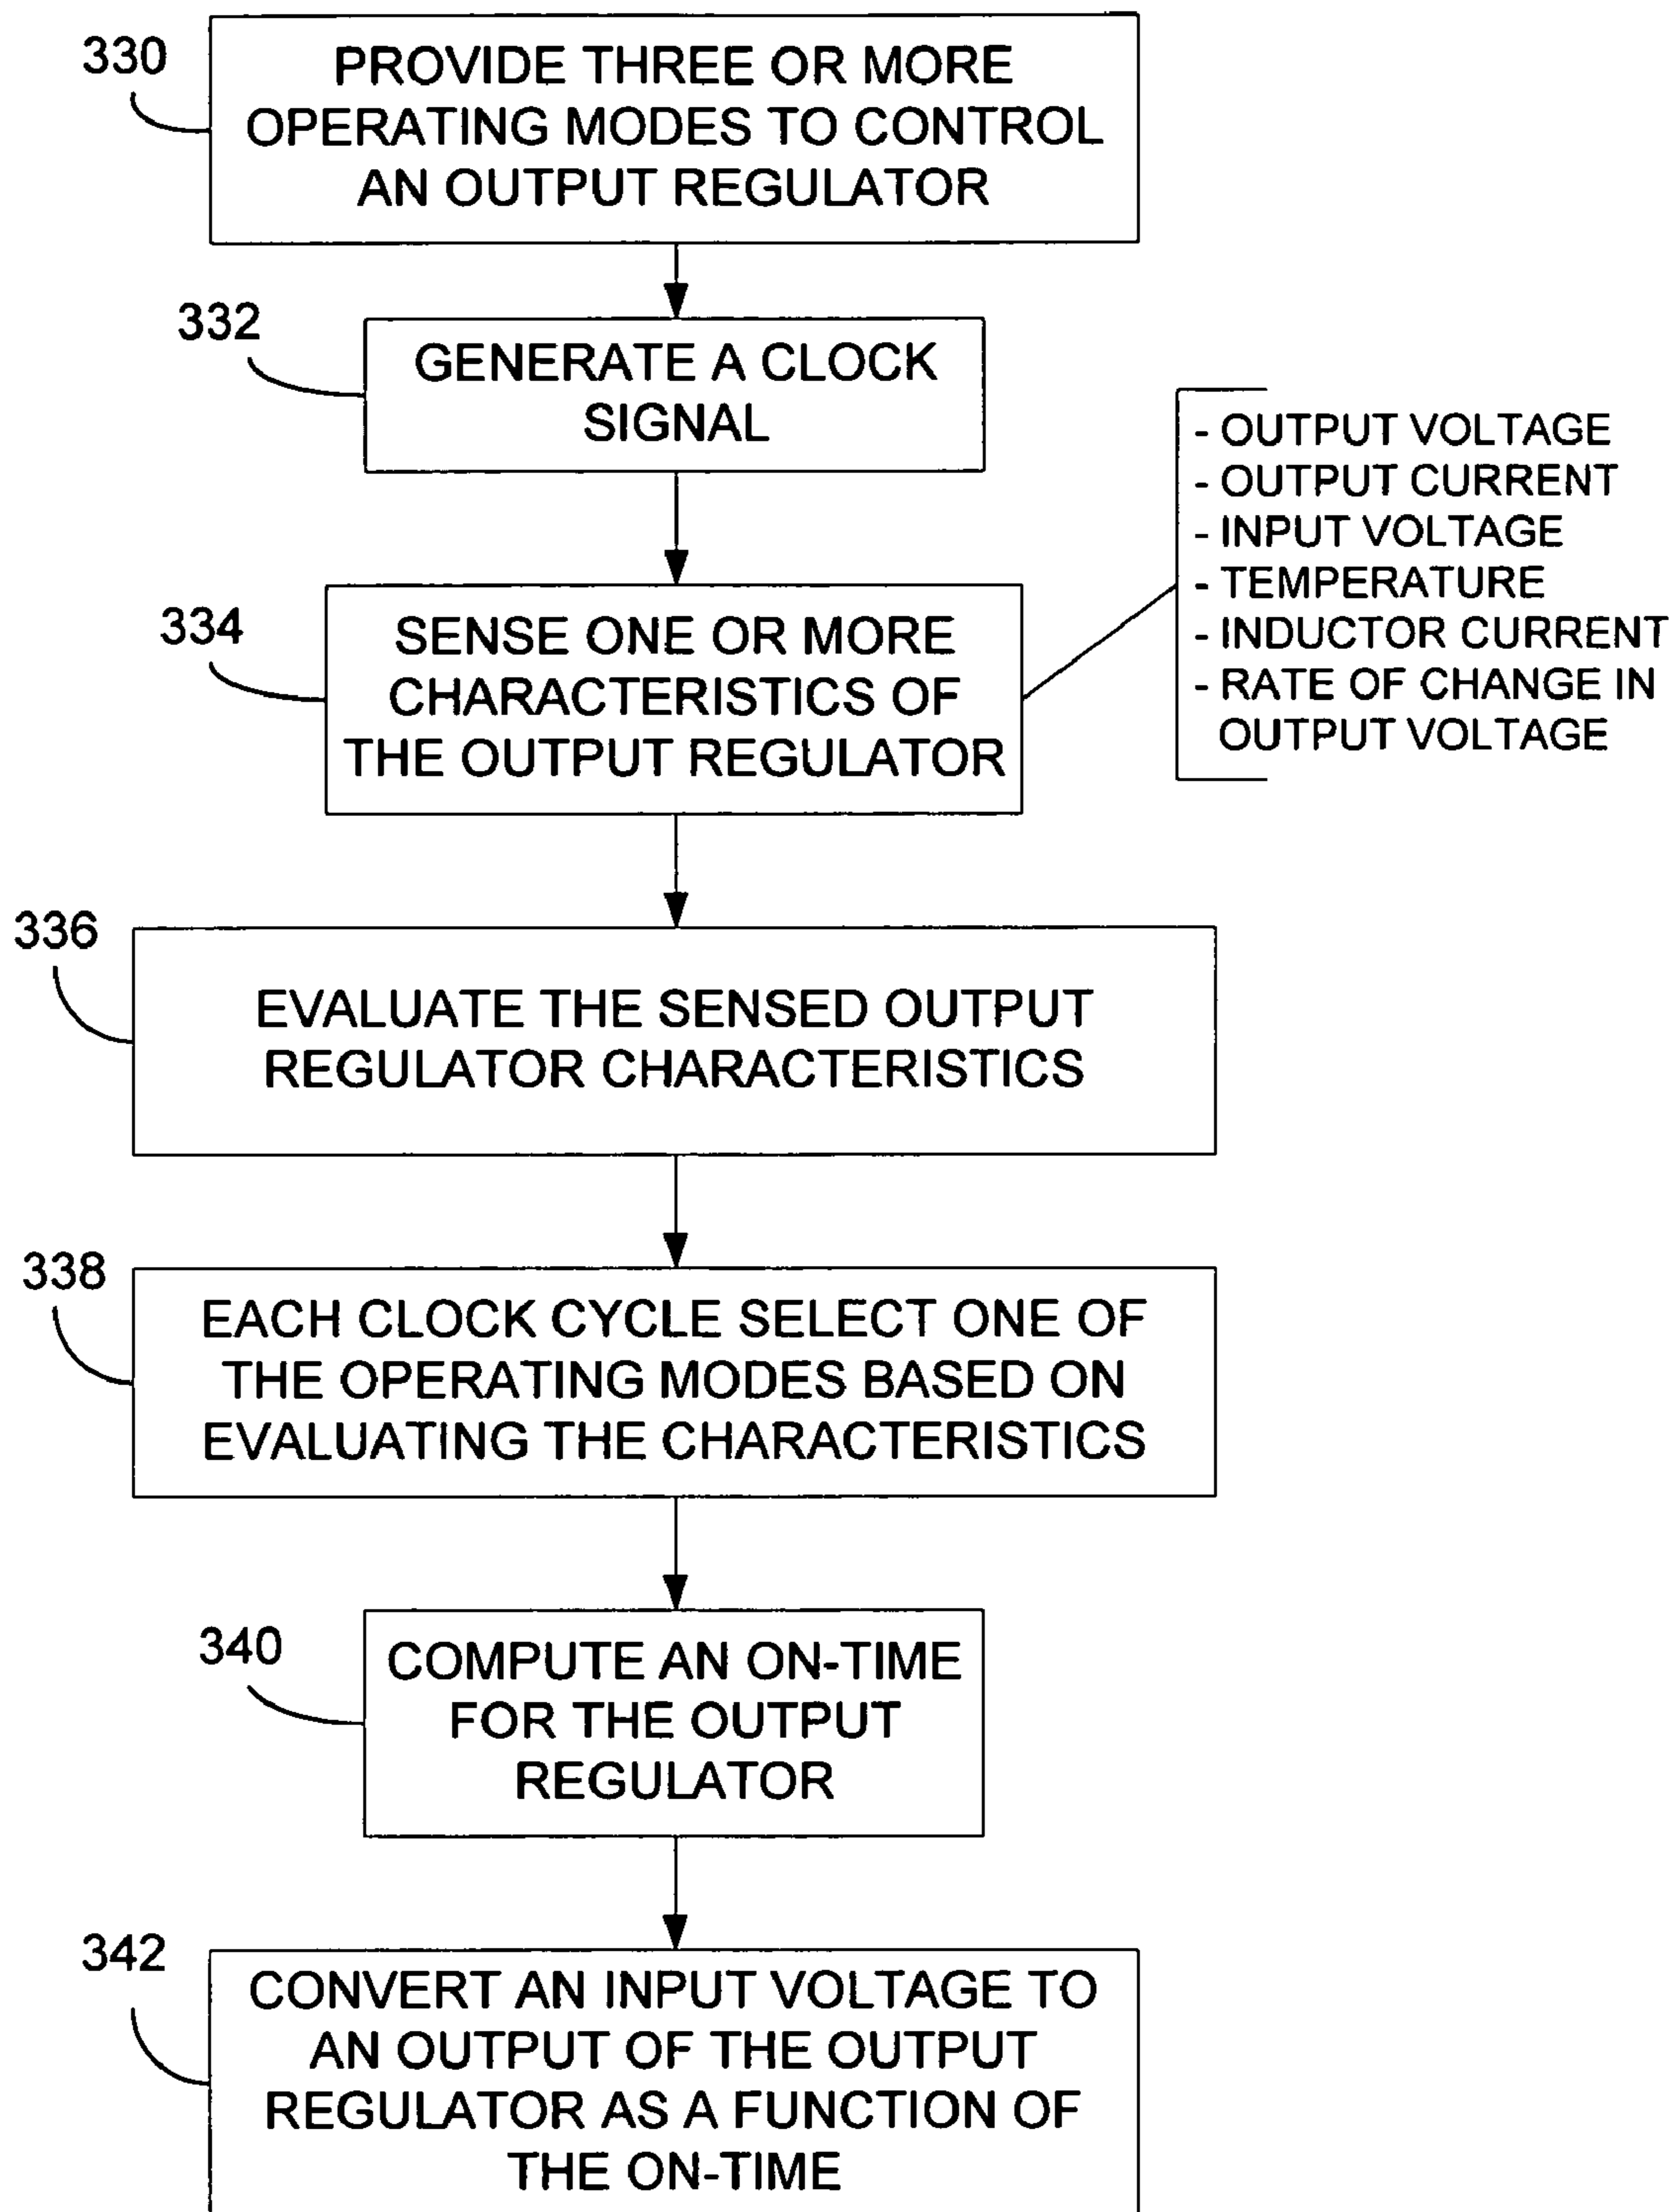 330
PROVIDE THREE OR MORE
OPERATING MODES TO CONTROL
AN OUTPUT REGULATOR
332
GENERATE A CLOCK
SIGNAL
334
SENSE ONE OR MORE
CHARACTERISTICS OF
THE OUTPUT REGULATOR
- OUTPUT VOLTAGE
- OUTPUT CURRENT
- INPUT VOLTAGE
- TEMPERATURE
- INDUCTOR CURRENT
- RATE OF CHANGE IN
OUTPUT VOLTAGE
336
EVALUATE THE SENSED OUTPUT
REGULATOR CHARACTERISTICS
338
EACH CLOCK CYCLE SELECT ONE OF
THE OPERATING MODES BASED ON
EVALUATING THE CHARACTERISTICS
340
COMPUTE AN ON-TIME
FOR THE OUTPUT
REGULATOR
342
CONVERT AN INPUT VOLTAGE TO
AN OUTPUT OF THE OUTPUT
REGULATOR AS A FUNCTION OF
THE ON-TIME